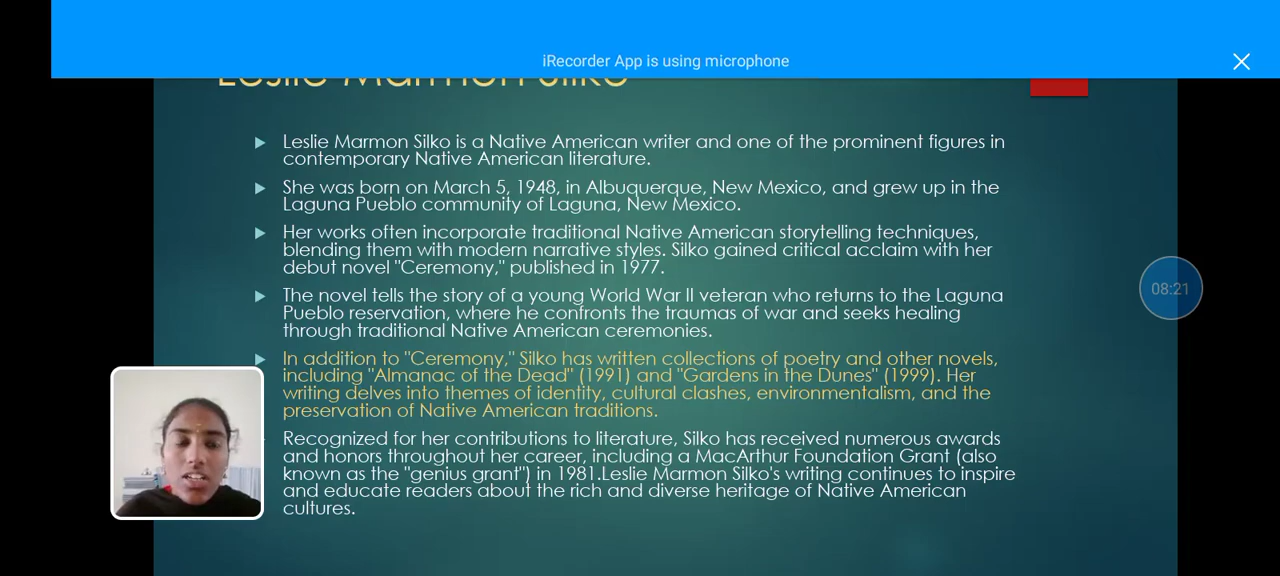 iRecorder App is using microphone
Leslie Marmon Silko
Leslie Marmon Silko is a Native American writer and one of the prominent figures in
contemporary Native American literature.
She was born on March 5, 1948, in Albuquerque, New Mexico, and grew up in the
Laguna Pueblo community of Laguna, New Mexico.
Her works often incorporate traditional Native American storytelling techniques,
blending them with modern narrative styles. Silko gained critical acclaim with her
debut novel "Ceremony," published in 1977.
The novel tells the story of a young World War II veteran who returns to the Laguna
Pueblo reservation, where he confronts the traumas of war and seeks healing
through traditional Native American ceremonies.
In addition to "Ceremony," Silko has written collections of poetry and other novels,
including "Almanac of the Dead" (1991) and "Gardens in the Dunes" (1999). Her
writing delves into themes of identity, cultural clashes, environmentalism, and the
preservation of Native American traditions.
Recognized for her contributions to literature, Silko has received numerous awards
and honors throughout her career, including a MacArthur Foundation Grant (also
known as the "genius grant") in 1981.Leslie Marmon Silko's writing continues to inspire
and educate readers about the rich and diverse heritage of Native American
cultures.
08:21